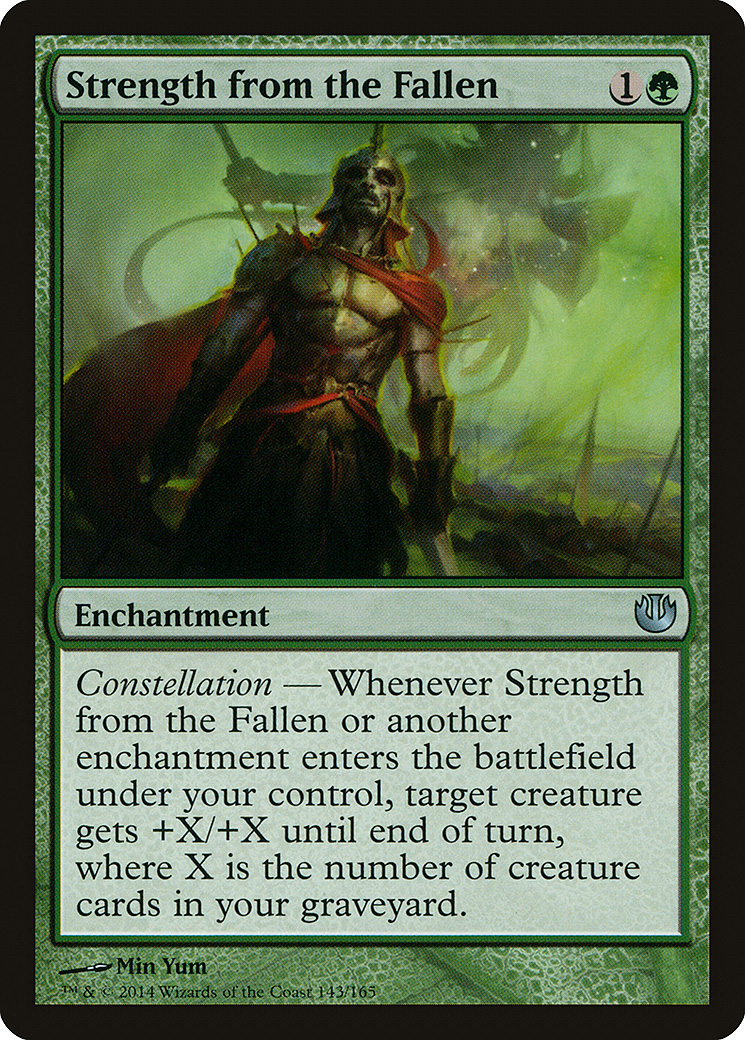 Strength from the Fallen 1
Enchantment
Constellation — Whenever Strength
from the Fallen or another
enchantment enters the battlefield
under your control, target creature
gets +X/+X until end of turn,
where X is the number of creature
cards in your graveyard.
Min Yum
™ & © 2014 Wizards of the Coast 143/165